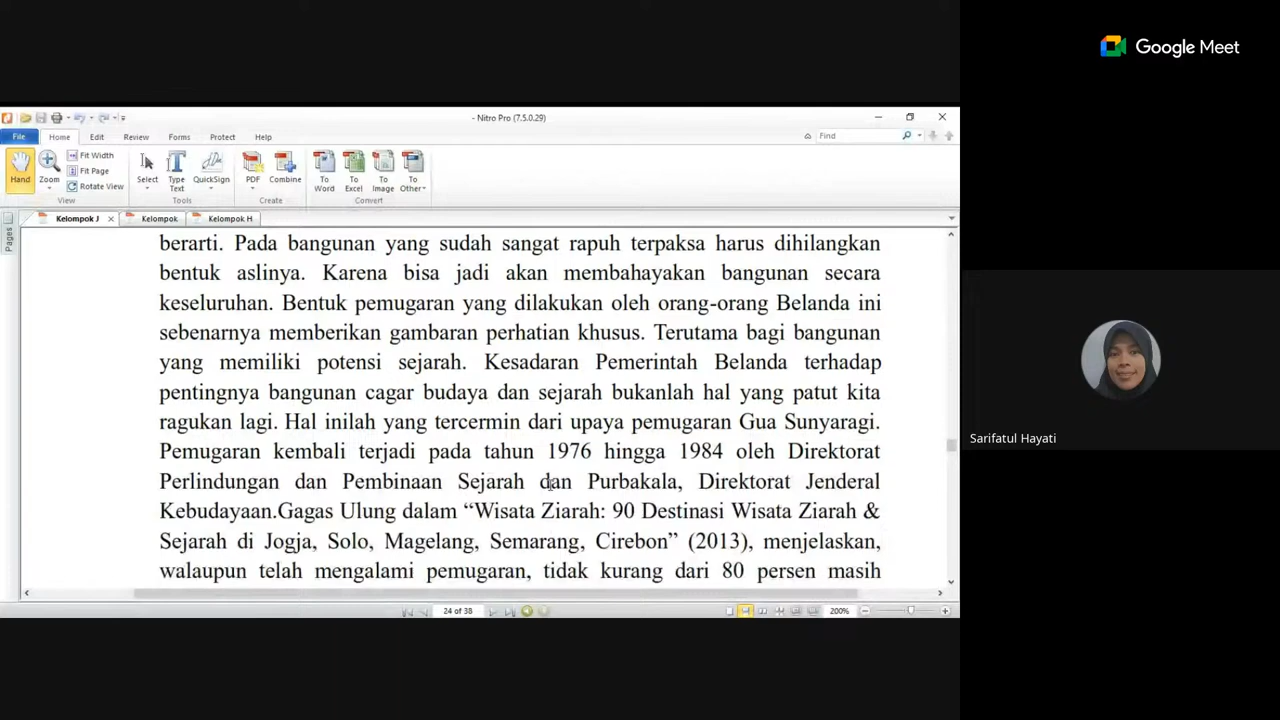 Google Meet
- Nitro Pro (7.5.0.29)
File Home Edit Review Forms Protect Help
Find
Hand
Zoom
Fit Width
Fit Page
Rotate View
View
Select
Type Text
QuickSign
Tools
PDF
Combine
Create
To Word
To Excel
To Image
To Other
Convert
Kelompok J
Kelompok
Kelompok H
Pages
berarti. Pada bangunan yang sudah sangat rapuh terpaksa harus dihilangkan
bentuk aslinya. Karena bisa jadi akan membahayakan bangunan secara
keseluruhan. Bentuk pemugaran yang dilakukan oleh orang-orang Belanda ini
sebenarnya memberikan gambaran perhatian khusus. Terutama bagi bangunan
yang memiliki potensi sejarah. Kesadaran Pemerintah Belanda terhadap
pentingnya bangunan cagar budaya dan sejarah bukanlah hal yang patut kita
ragukan lagi. Hal inilah yang tercermin dari upaya pemugaran Gua Sunyaragi.
Pemugaran kembali terjadi pada tahun 1976 hingga 1984 oleh Direktorat
Perlindungan dan Pembinaan Sejarah dan Purbakala, Direktorat Jenderal
Kebudayaan.Gagas Ulung dalam “Wisata Ziarah: 90 Destinasi Wisata Ziarah &
Sejarah di Jogja, Solo, Magelang, Semarang, Cirebon” (2013), menjelaskan,
walaupun telah mengalami pemugaran, tidak kurang dari 80 persen masih
24 of 38
200%
Sarifatul Hayati